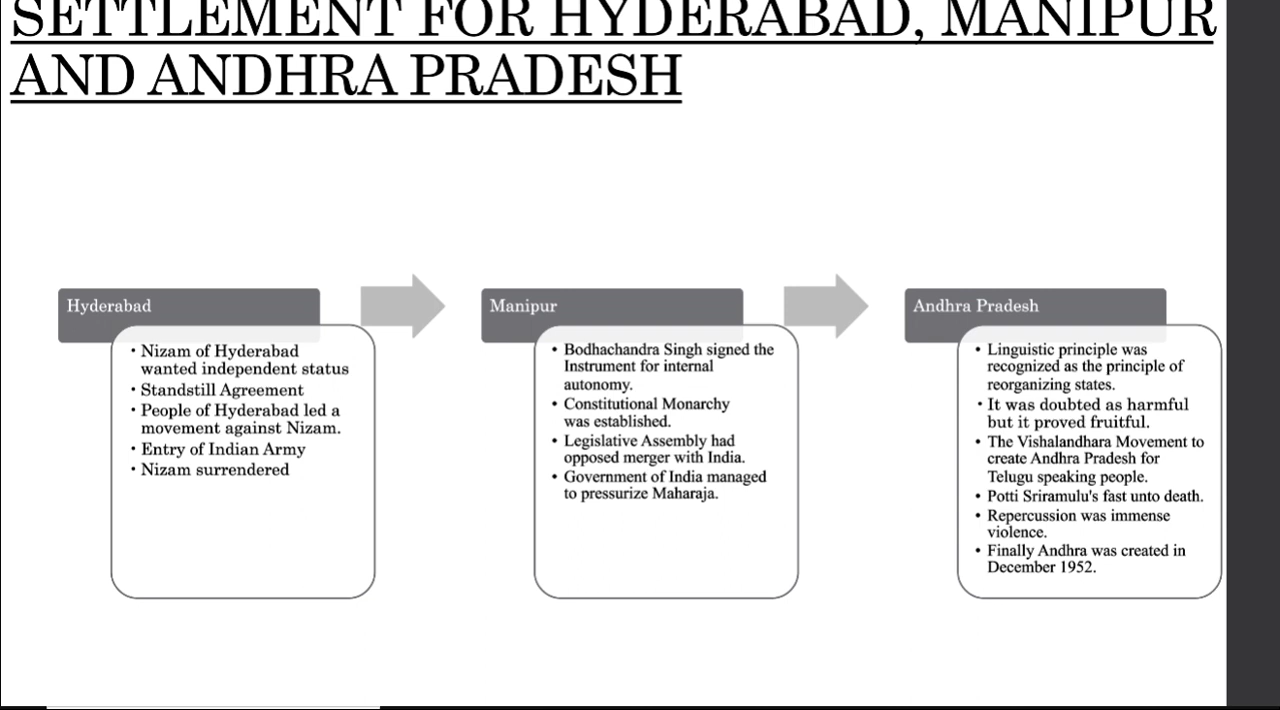 SETTLEMENT FOR HYDERABAD, MANIPUR
AND ANDHRA PRADESH
Hyderabad
• Nizam of Hyderabad
wanted independent status
• Standstill Agreement
• People of Hyderabad led a
movement against Nizam.
• Entry of Indian Army
• Nizam surrendered
Manipur
• Bodhachandra Singh signed the
Instrument for internal
autonomy.
• Constitutional Monarchy
was established.
• Legislative Assembly had
opposed merger with India.
• Government of India managed
to pressurize Maharaja.
Andhra Pradesh
• Linguistic principle was
recognized as the principle of
reorganizing states.
• It was doubted as harmful
but it proved fruitful.
• The Vishalandhara Movement to
create Andhra Pradesh for
Telugu speaking people.
• Potti Sriramulu's fast unto death.
• Repercussion was immense
violence.
• Finally Andhra was created in
December 1952.